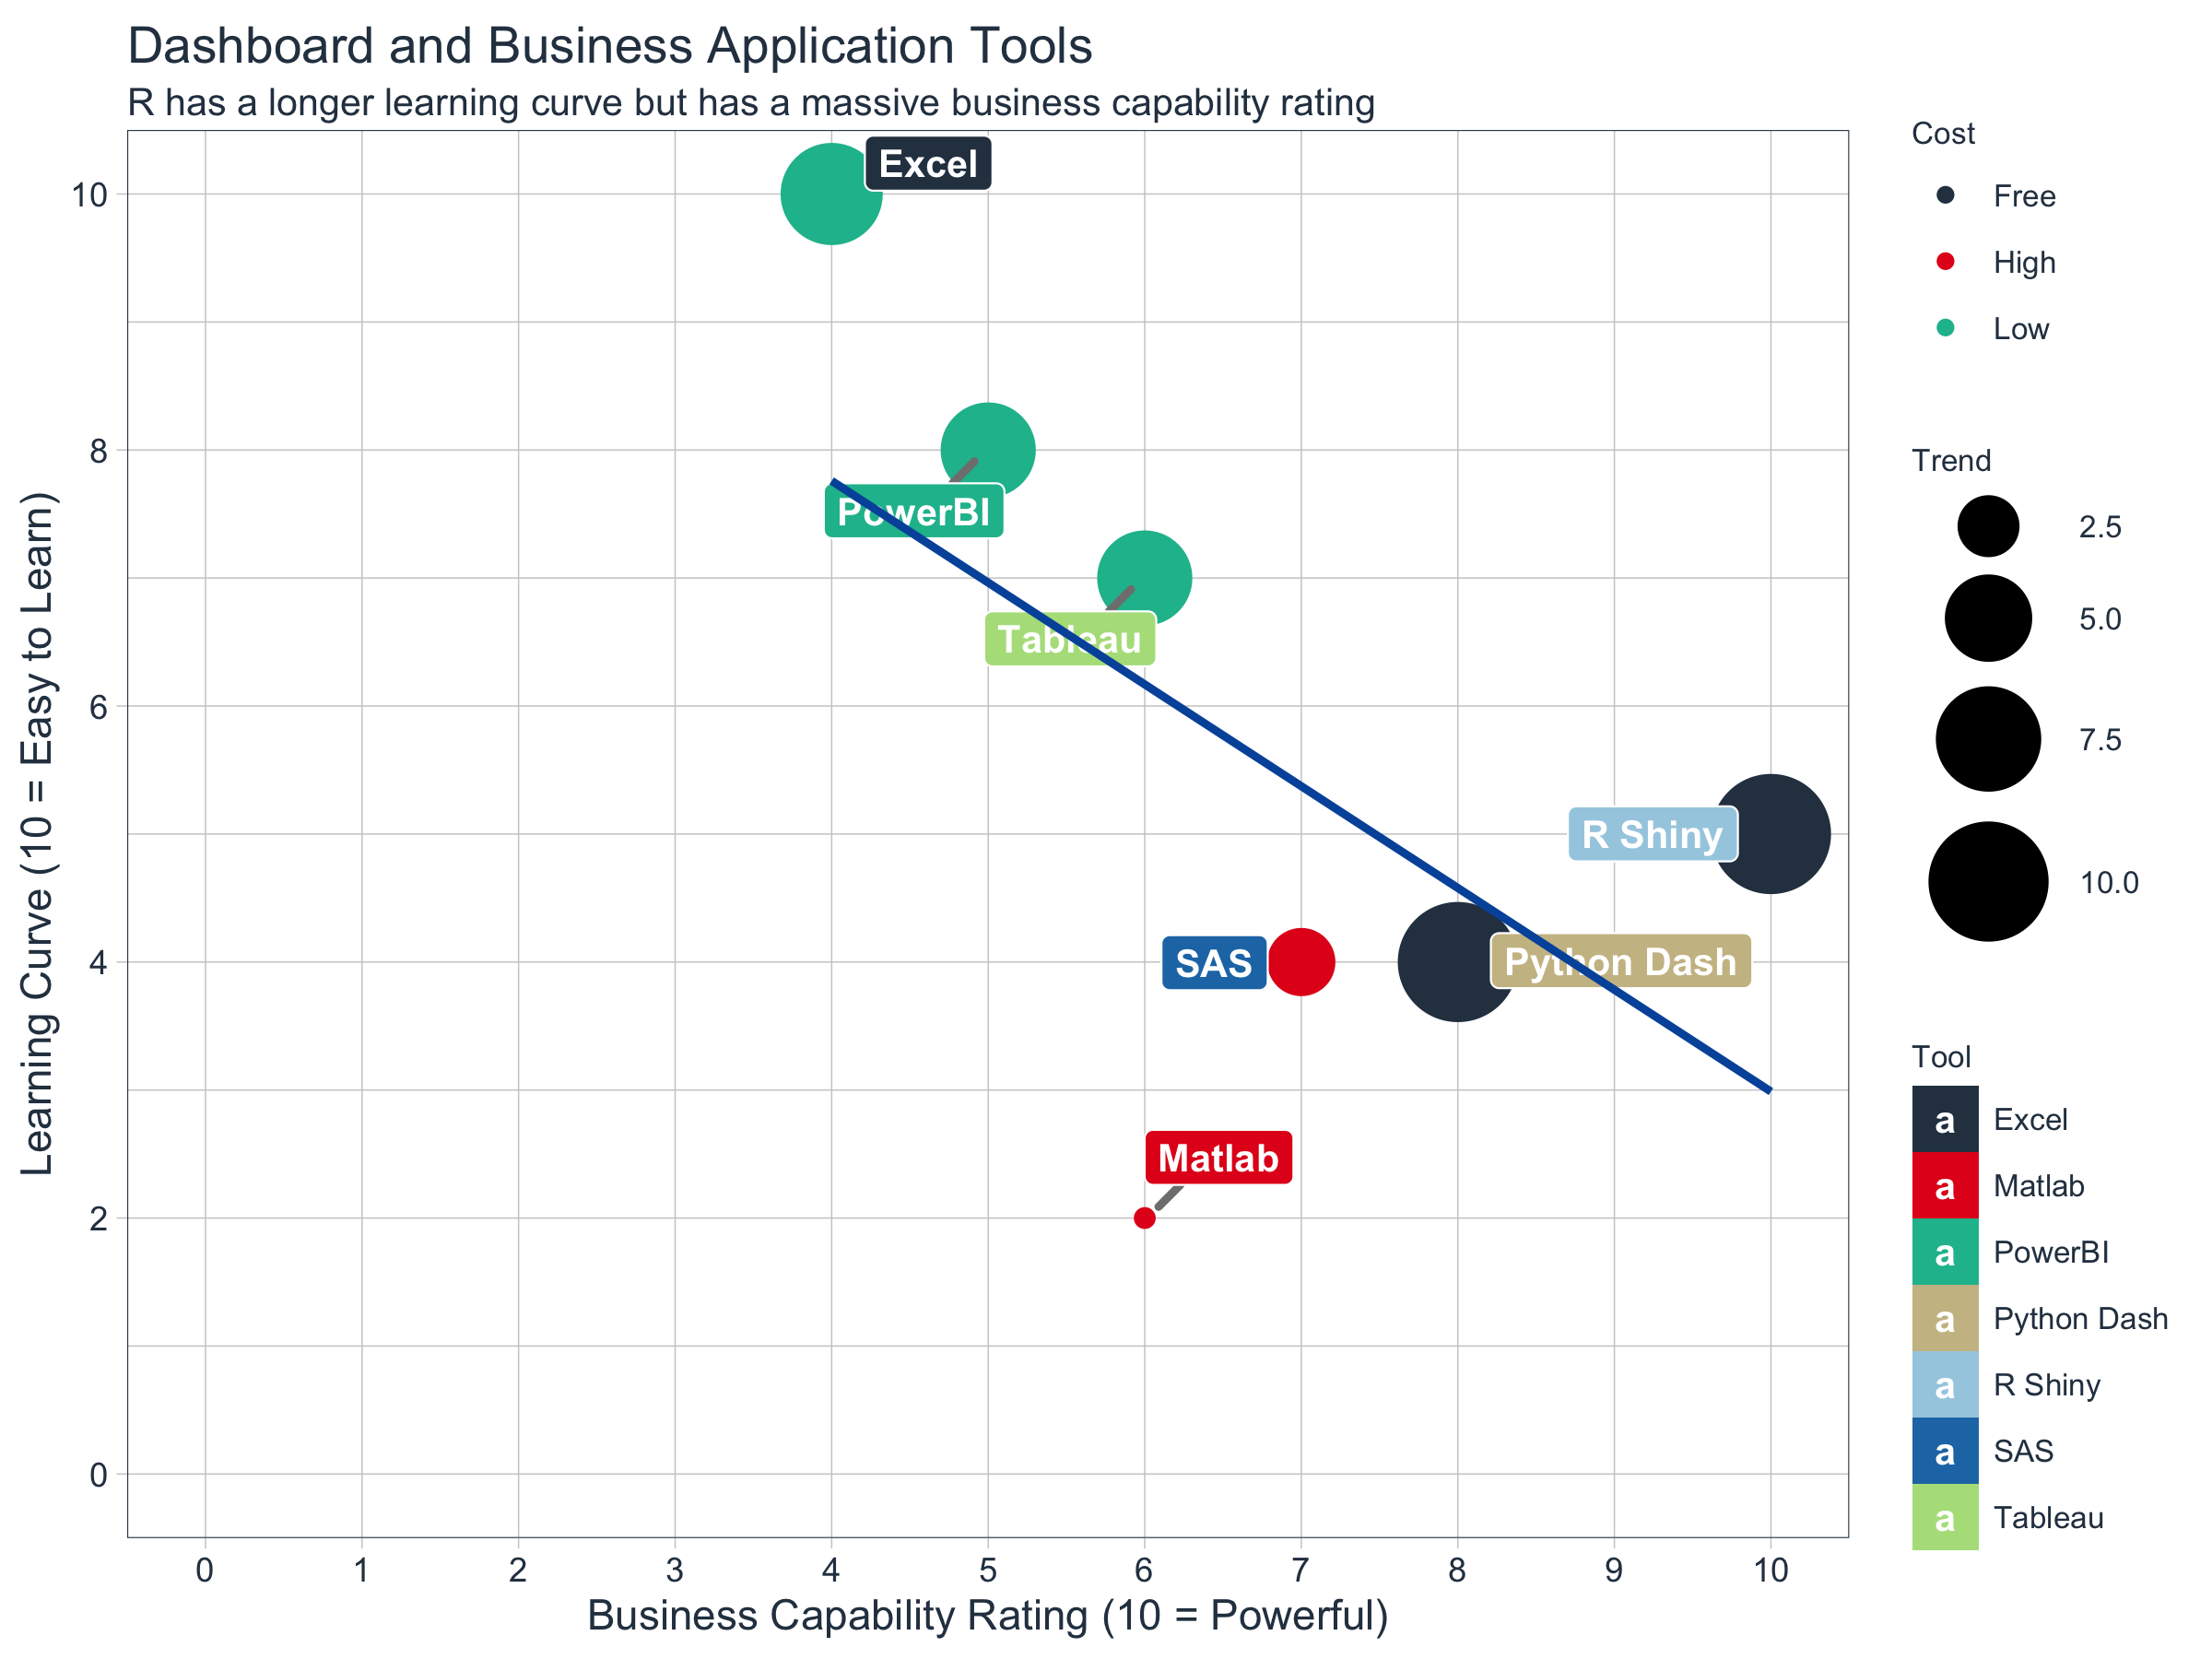 Dashboard and Business Application Tools
R has a longer learning curve but has a massive business capability rating
Learning Curve (10 = Easy to Learn)
10
8
6
4
2
0
Excel
PowerBI
Tableau
R Shiny
SAS
Python Dash
Matlab
0 1 2 3 4 5 6 7 8 9 10
Business Capability Rating (10 = Powerful)
Cost
Free
High
Low
Trend
2.5
5.0
7.5
10.0
Tool
a Excel
a Matlab
a PowerBI
a Python Dash
a R Shiny
a SAS
a Tableau